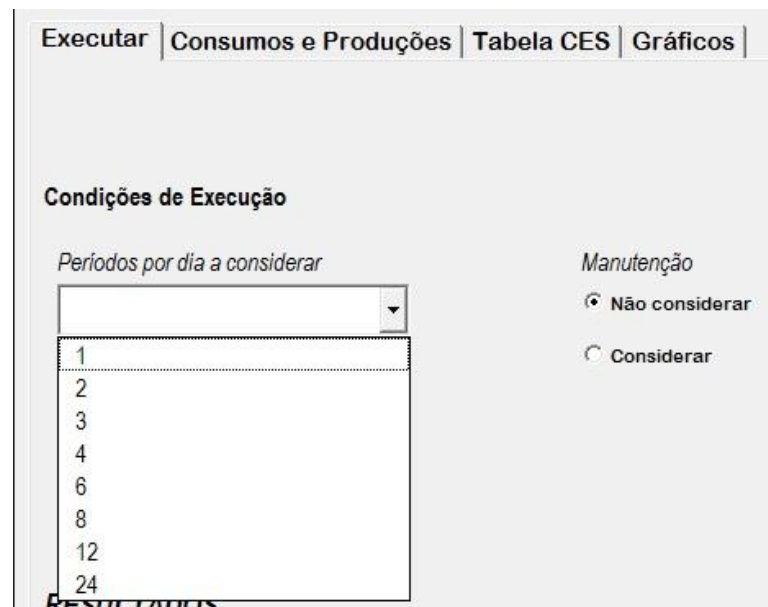 Executar Consumos e Produções Tabela CES Gráficos
Condições de Execução
Períodos por dia a considerar
Manutenção
Não considerar
Considerar
1
2
3
4
6
8
12
24
RESULTADOS